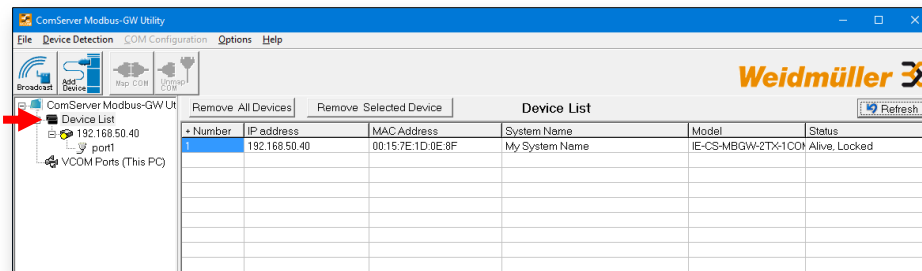 ComServer Modbus-GW Utility
File Device Detection COM Configuration Options Help
Broadcast Add Device Map COM Unmap COM
Weidmüller
ComServer Modbus-GW Ut
Remove All Devices Remove Selected Device Device List Refresh
Device List
192.168.50.40
port1
VCOM Ports (This PC)
+ Number IP address MAC Address System Name Model Status
1 192.168.50.40 00:15:7E:1D:0E:8F My System Name IE-CS-MBGW-2TX-1COM Alive, Locked